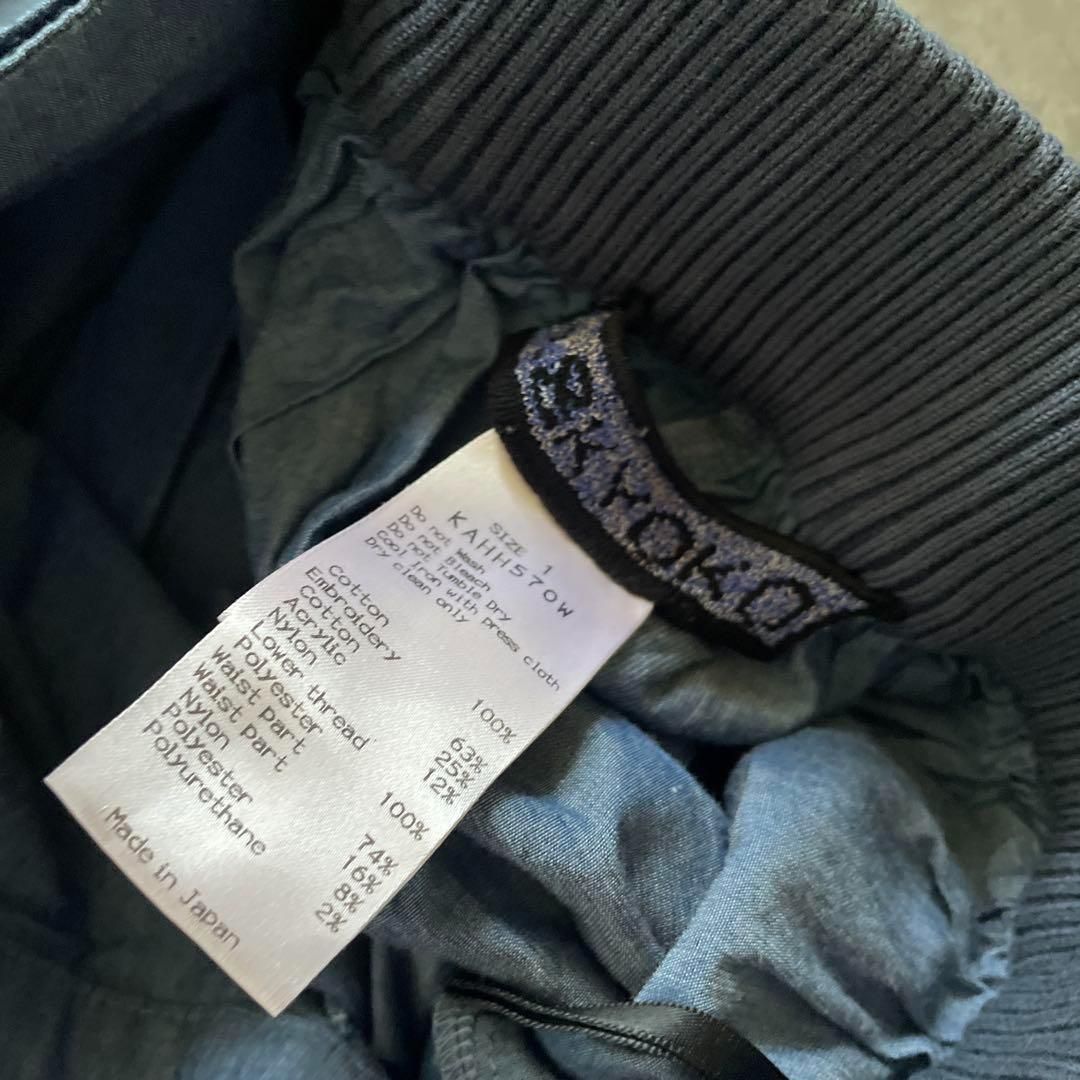 KYOKO
SIZE 1
KAHH570W
Do not Wash
Do not Bleach
Do not Tumble Dry
Cool iron with press cloth
Dry clean only
Cotton 100%
Embroidery
Cotton 63%
Acrylic 25%
Nylon 12%
Lower thread
Polyester 100%
Waist part
Waist part 74%
Nylon 16%
Polyester 8%
Polyurethane 2%
Made in Japan